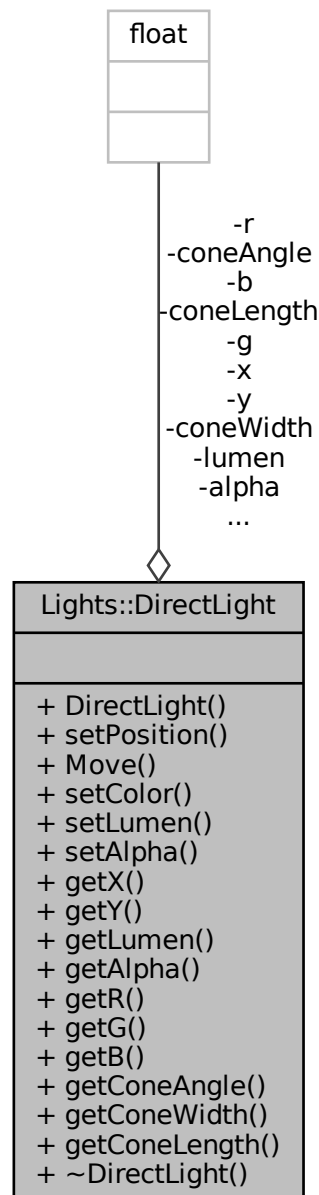 float
-r
-coneAngle
-b
-coneLength
-g
-x
-y
-coneWidth
-lumen
-alpha
...
Lights::DirectLight
+ DirectLight()
+ setPosition()
+ Move()
+ setColor()
+ setLumen()
+ setAlpha()
+ getX()
+ getY()
+ getLumen()
+ getAlpha()
+ getR()
+ getG()
+ getB()
+ getConeAngle()
+ getConeWidth()
+ getConeLength()
+ ~DirectLight()